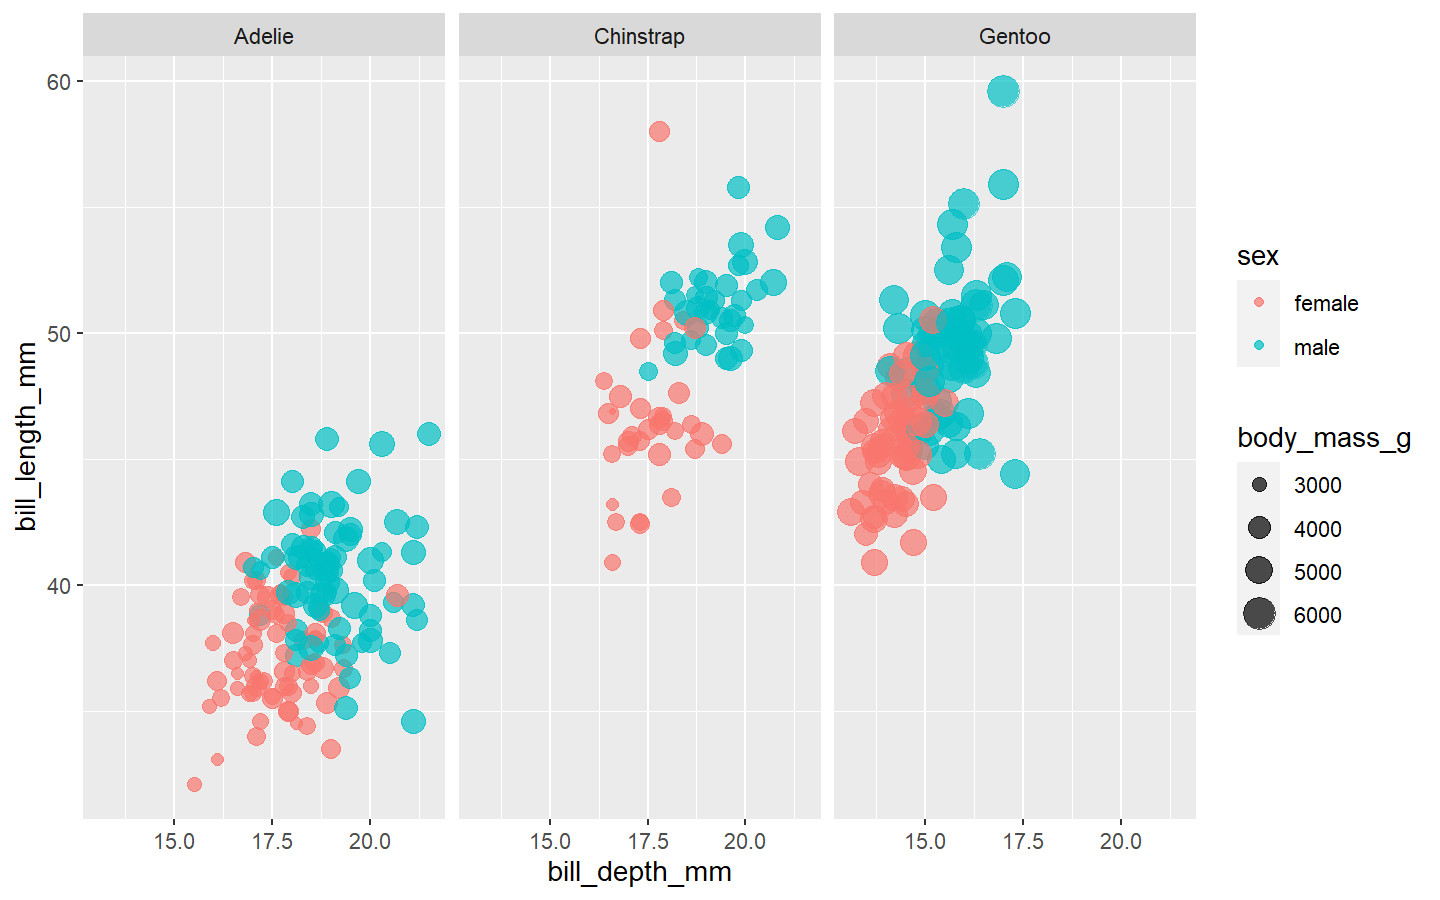 Adelie
Chinstrap
Gentoo
60
50
40
bill_length_mm
15.0 17.5 20.0
15.0 17.5 20.0
15.0 17.5 20.0
bill_depth_mm
sex
female
male
body_mass_g
3000
4000
5000
6000